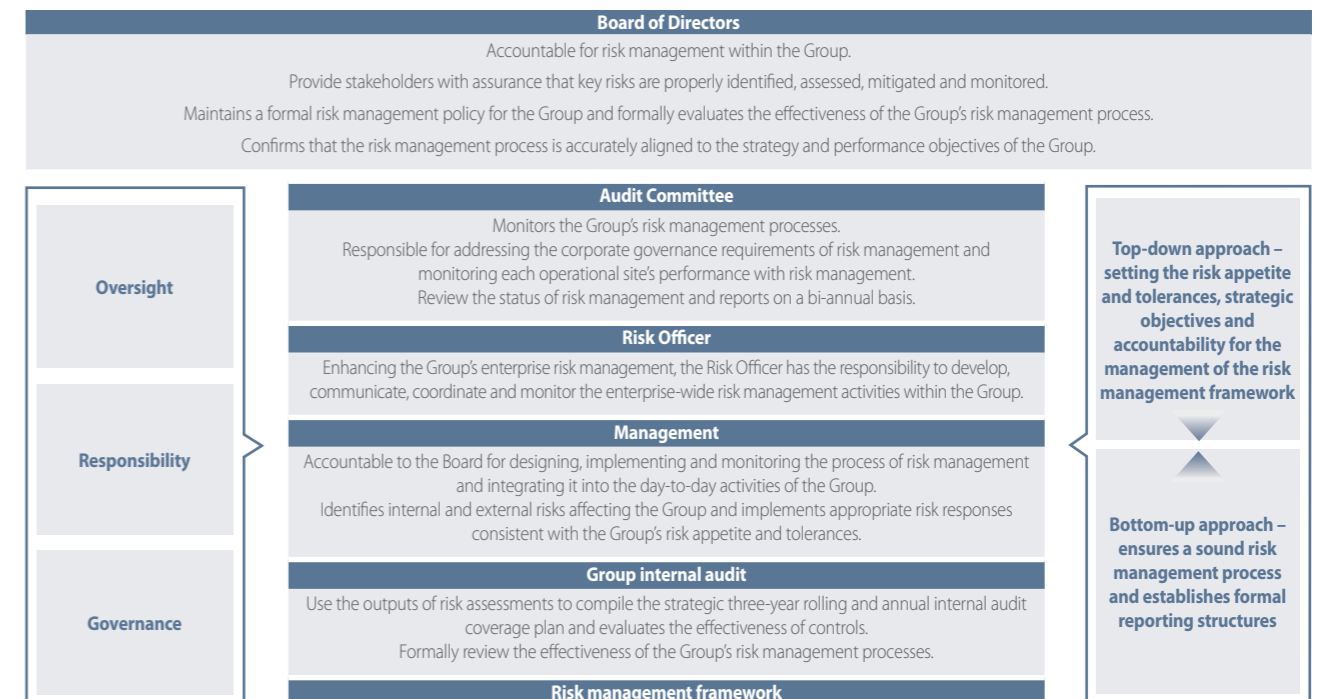 Board of Directors
Accountable for risk management within the Group.
Provide stakeholders with assurance that key risks are properly identified, assessed, mitigated and monitored.
Maintains a formal risk management policy for the Group and formally evaluates the effectiveness of the Group's risk management process.
Confirms that the risk management process is accurately aligned to the strategy and performance objectives of the Group.
Oversight
Responsibility
Governance
Audit Committee
Monitors the Group's risk management processes.
Responsible for addressing the corporate governance requirements of risk management and
monitoring each operational site's performance with risk management.
Review the status of risk management and reports on a bi-annual basis.
Risk Officer
Enhancing the Group's enterprise risk management, the Risk Officer has the responsibility to develop,
communicate, coordinate and monitor the enterprise-wide risk management activities within the Group.
Management
Accountable to the Board for designing, implementing and monitoring the process of risk management
and integrating it into the day-to-day activities of the Group.
Identifies internal and external risks affecting the Group and implements appropriate risk responses
consistent with the Group's risk appetite and tolerances.
Group internal audit
Use the outputs of risk assessments to compile the strategic three-year rolling and annual internal audit
coverage plan and evaluates the effectiveness of controls.
Formally review the effectiveness of the Group's risk management processes.
Risk management framework
Top-down approach –
setting the risk appetite
and tolerances, strategic
objectives and
accountability for the
management of the risk
management framework
Bottom-up approach –
ensures a sound risk
management process
and establishes formal
reporting structures